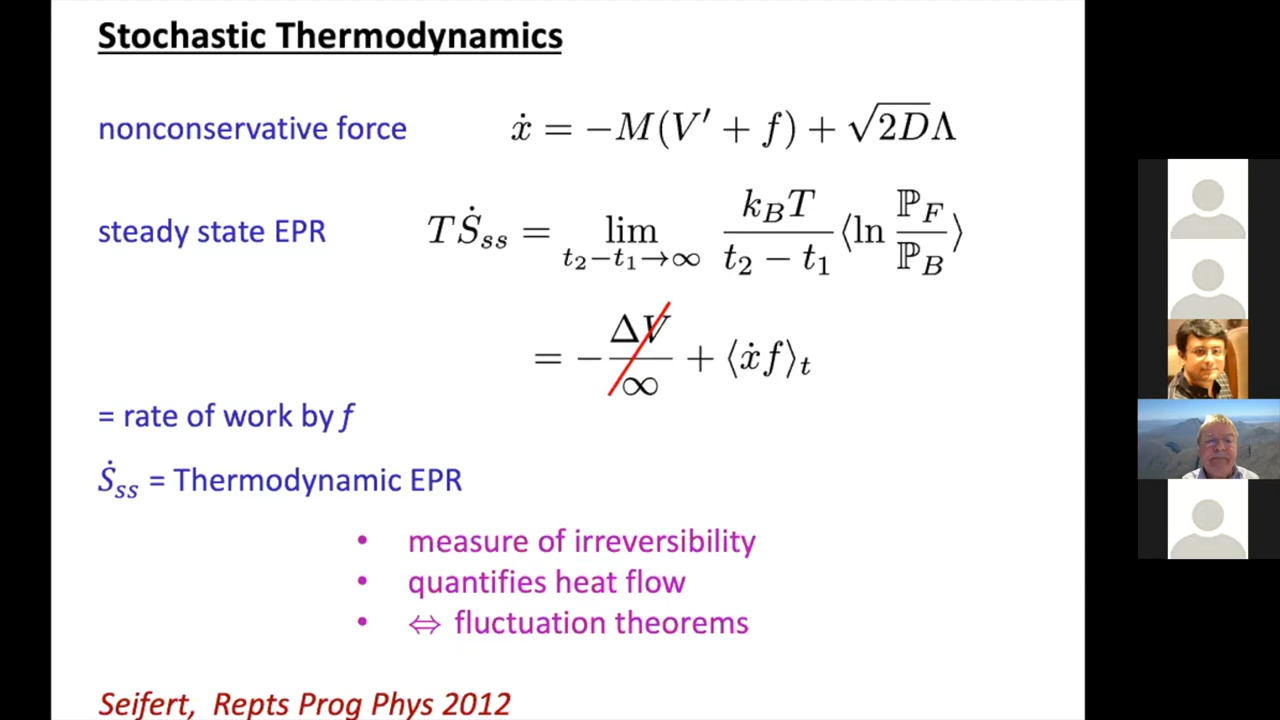 Stochastic Thermodynamics
nonconservative force ẋ = −M(V′ + f) + √2D Λ
steady state EPR TṠ_ss = lim_{t₂−t₁→∞} k_BT / (t₂ − t₁) ⟨ln ℙ_F / ℙ_B⟩
= − ΔV / ∞ + ⟨ẋf⟩_t
= rate of work by f
Ṡ_ss = Thermodynamic EPR
• measure of irreversibility
• quantifies heat flow
• ⇔ fluctuation theorems
Seifert, Repts Prog Phys 2012